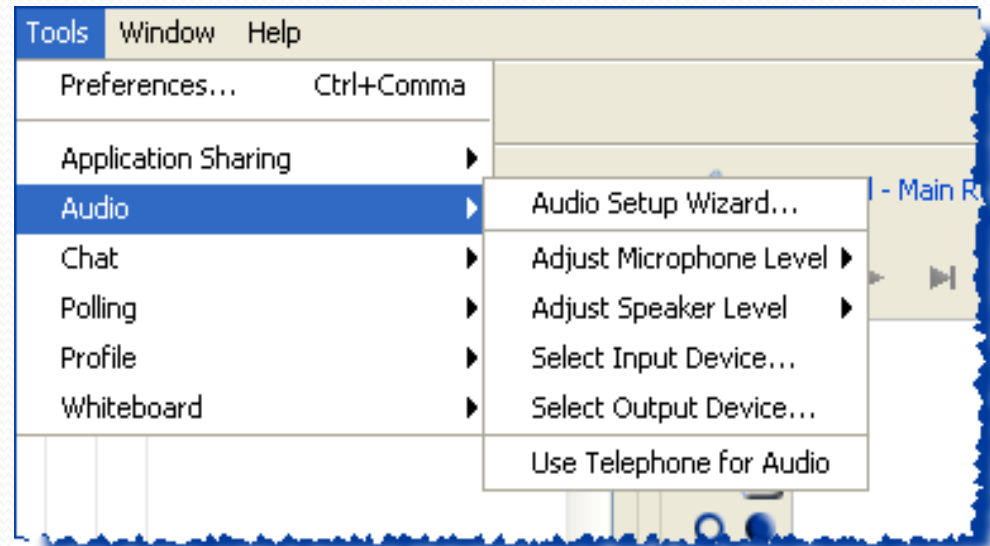 Tools Window Help
Preferences... Ctrl+Comma
Application Sharing
Audio
Chat
Polling
Profile
Whiteboard
- Main R
Audio Setup Wizard...
Adjust Microphone Level
Adjust Speaker Level
Select Input Device...
Select Output Device...
Use Telephone for Audio